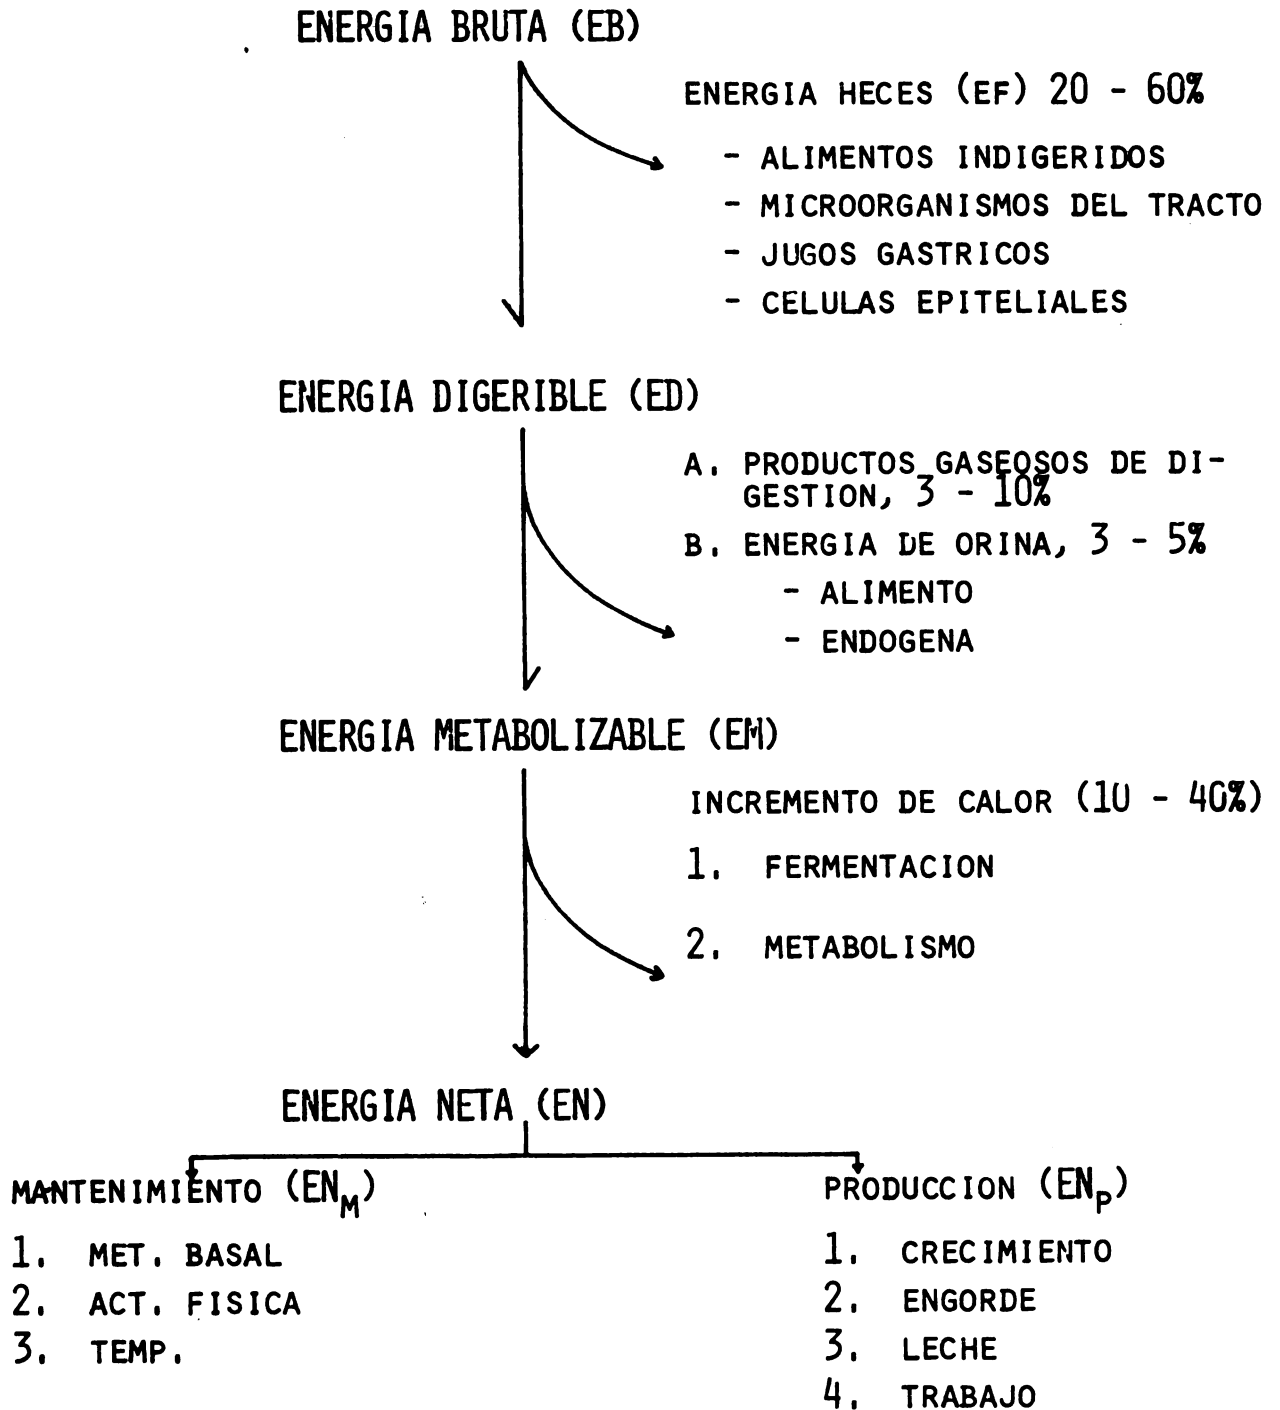 ENERGIA BRUTA (EB)
ENERGIA HECES (EF) 20 - 60%
- ALIMENTOS INDIGERIDOS
- MICROORGANISMOS DEL TRACTO
- JUGOS GASTRICOS
- CELULAS EPITELIALES
ENERGIA DIGERIBLE (ED)
A. PRODUCTOS GASEOSOS DE DI-
GESTION, 3 - 10%
B. ENERGIA DE ORINA, 3 - 5%
- ALIMENTO
- ENDOGENA
ENERGIA METABOLIZABLE (EM)
INCREMENTO DE CALOR (10 - 40%)
1. FERMENTACION
2. METABOLISMO
ENERGIA NETA (EN)
MANTENIMIENTO (EN_M)
1. MET. BASAL
2. ACT. FISICA
3. TEMP.
PRODUCCION (EN_P)
1. CRECIMIENTO
2. ENGORDE
3. LECHE
4. TRABAJO